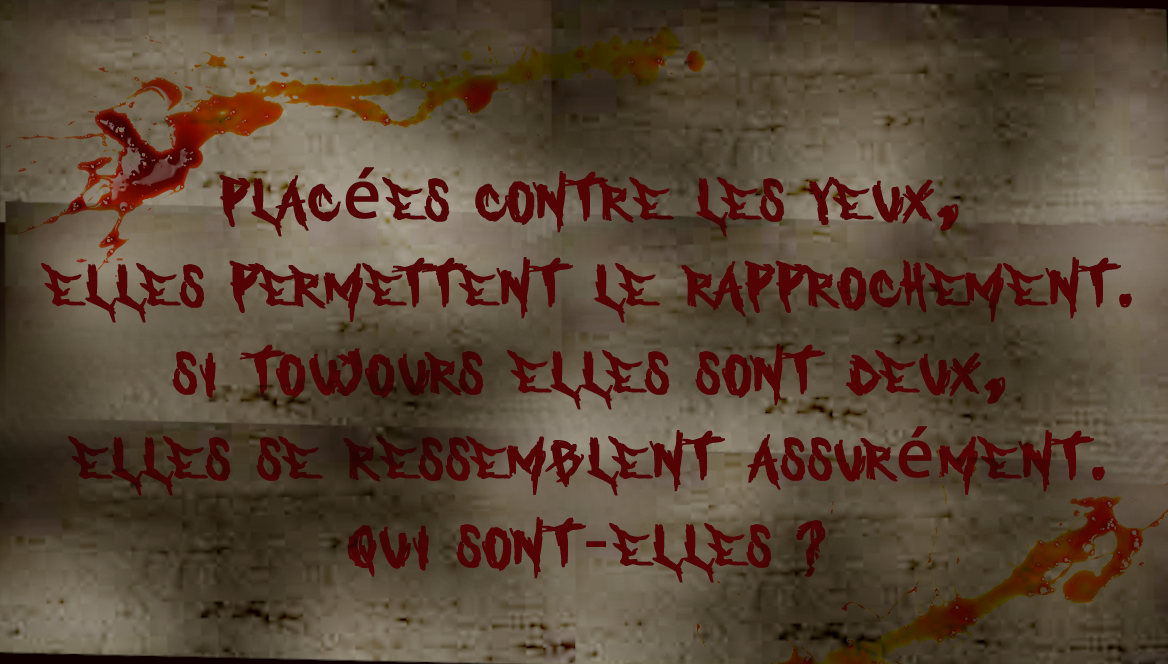 PLACÉES CONTRE LES YEUX,
ELLES PERMETTENT LE RAPPROCHEMENT.
SI TOUJOURS ELLES SONT DEUX,
ELLES SE RESSEMBLENT ASSURÉMENT.
QUI SONT-ELLES ?